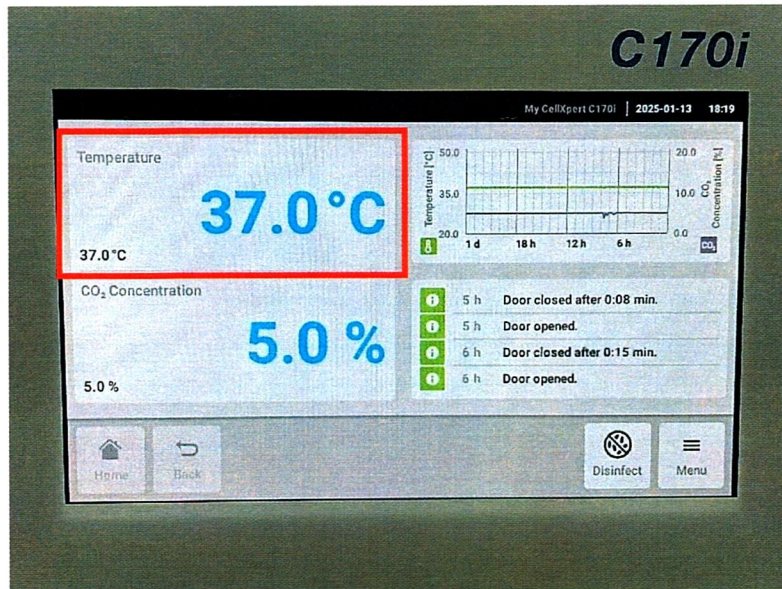 C170i
My CellXpert C170i | 2025-01-13 18:19
Temperature
37.0°C
37.0°C
CO₂ Concentration
5.0 %
5.0 %
Temperature [°C]
50.0
35.0
20.0
1 d 18 h 12 h 6 h
20.0
10.0
0.0
CO₂ Concentration [%]
CO₂
5 h Door closed after 0:08 min.
5 h Door opened.
6 h Door closed after 0:15 min.
6 h Door opened.
Home
Back
Disinfect
Menu